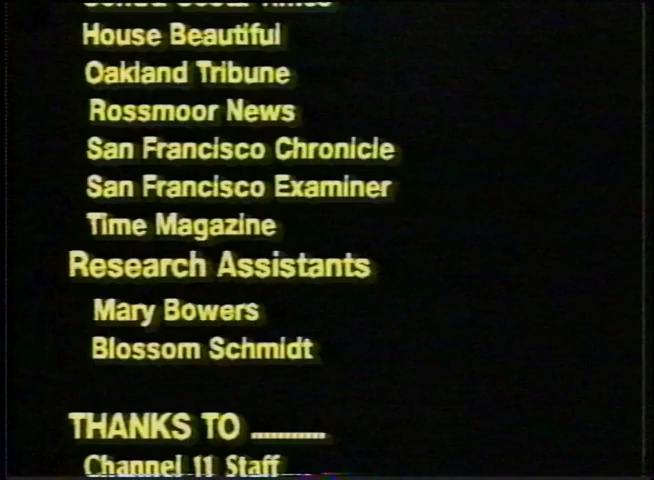 House Beautiful
Oakland Tribune
Rossmoor News
San Francisco Chronicle
San Francisco Examiner
Time Magazine
Research Assistants
Mary Bowers
Blossom Schmidt
THANKS TO ...........
Channel 11 Staff